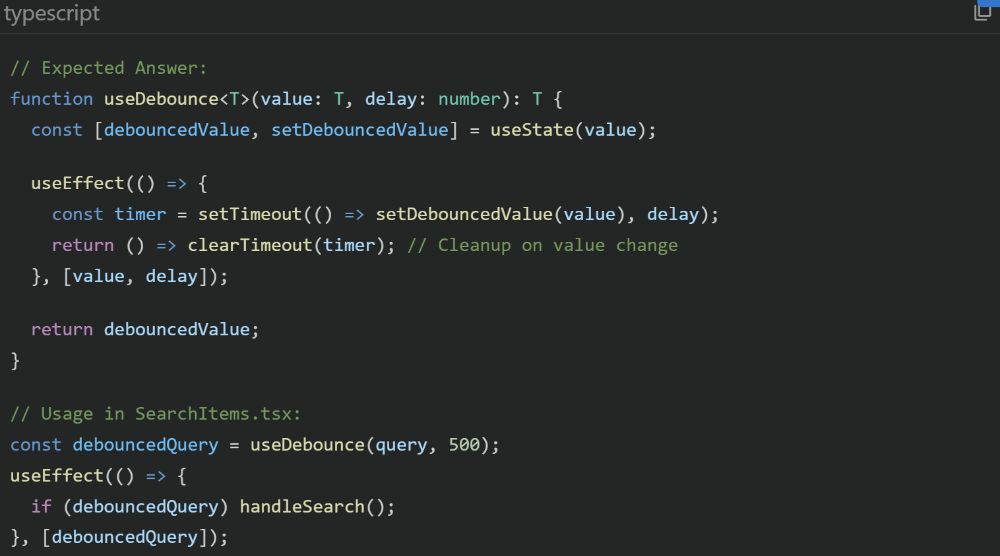 typescript
// Expected Answer:
function useDebounce<T>(value: T, delay: number): T {
  const [debouncedValue, setDebouncedValue] = useState(value);
  useEffect(() => {
    const timer = setTimeout(() => setDebouncedValue(value), delay);
    return () => clearTimeout(timer); // Cleanup on value change
  }, [value, delay]);
  return debouncedValue;
}
// Usage in SearchItems.tsx:
const debouncedQuery = useDebounce(query, 500);
useEffect(() => {
  if (debouncedQuery) handleSearch();
}, [debouncedQuery]);